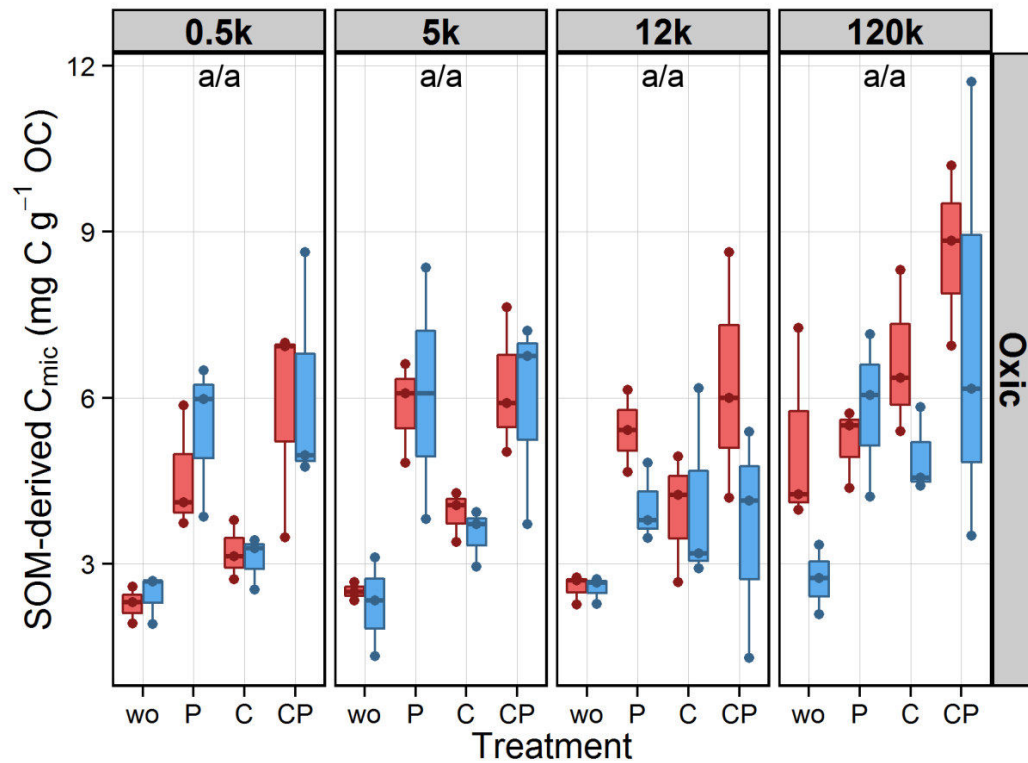 0.5k 5k 12k 120k
a/a a/a a/a a/a
12
9
6
3
SOM-derived Cmic (mg C g−1 OC)
Oxic
wo P C CP wo P C CP wo P C CP wo P C CP
Treatment